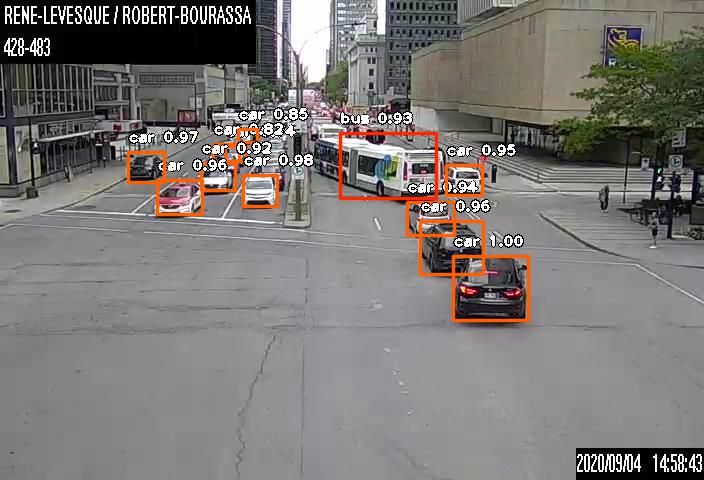 RENE-LEVESQUE / ROBERT-BOURASSA
428-483
car 0.85
bus 0.93
car 0.97
car 0.92
car 0.96
car 0.98
car 0.95
car 0.94
car 0.96
car 1.00
RBC
2020/09/04 14:58:43